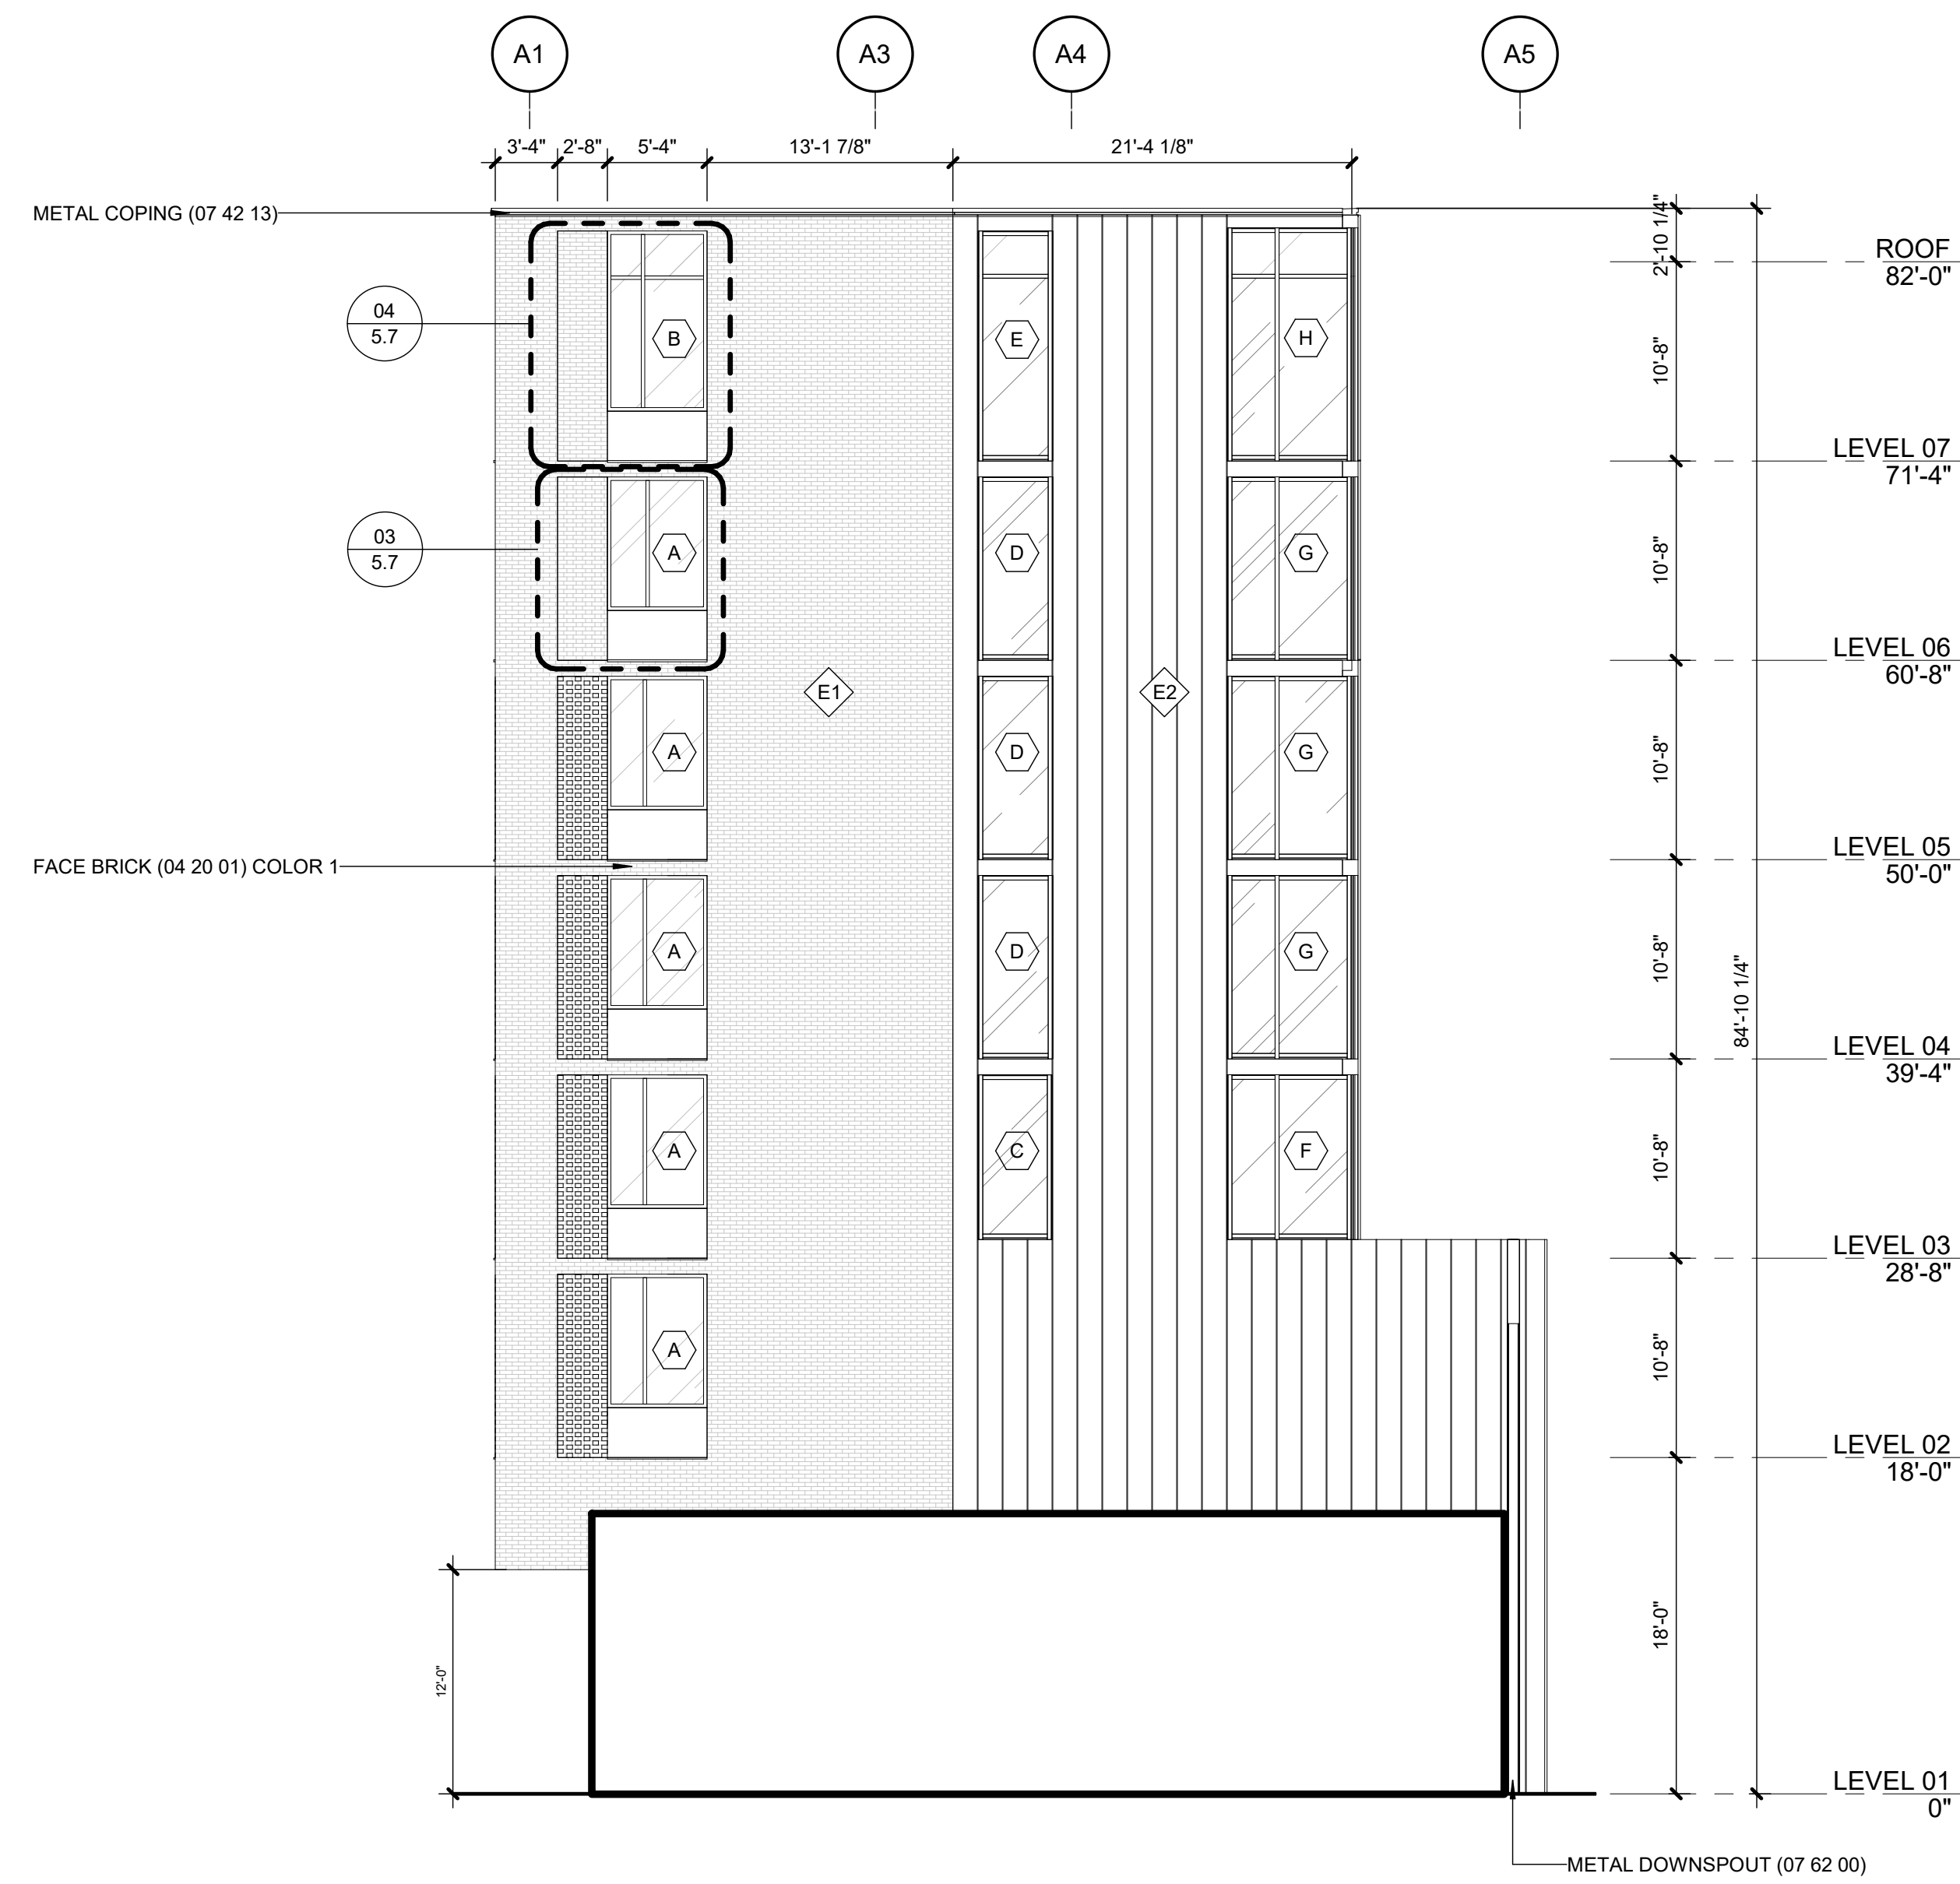 A1
A3
A4
A5
3'-4"
2'-8"
5'-4"
13'-1 7/8"
21'-4 1/8"
METAL COPING (07 42 13)
2'-10 1/4"
ROOF
82'-0"
04
5.7
B
E
H
10'-8"
LEVEL 07
71'-4"
03
5.7
A
D
G
10'-8"
LEVEL 06
60'-8"
E1
E2
A
D
G
10'-8"
LEVEL 05
50'-0"
FACE BRICK (04 20 01) COLOR 1
A
D
G
10'-8"
84'-10 1/4"
LEVEL 04
39'-4"
A
C
F
10'-8"
LEVEL 03
28'-8"
A
10'-8"
LEVEL 02
18'-0"
12'-0"
18'-0"
LEVEL 01
0"
METAL DOWNSPOUT (07 62 00)